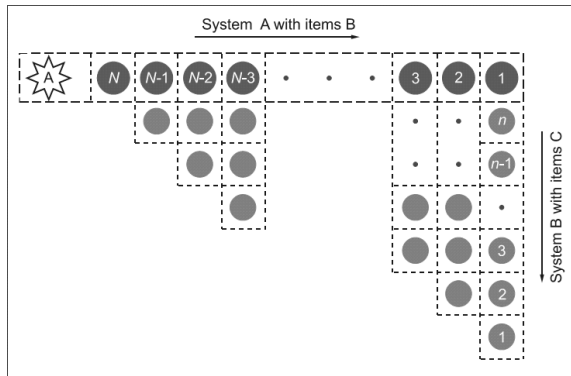 System A with items B
A N N-1 N-2 N-3 3 2 1
n
n-1
3
2
1
System B with items C